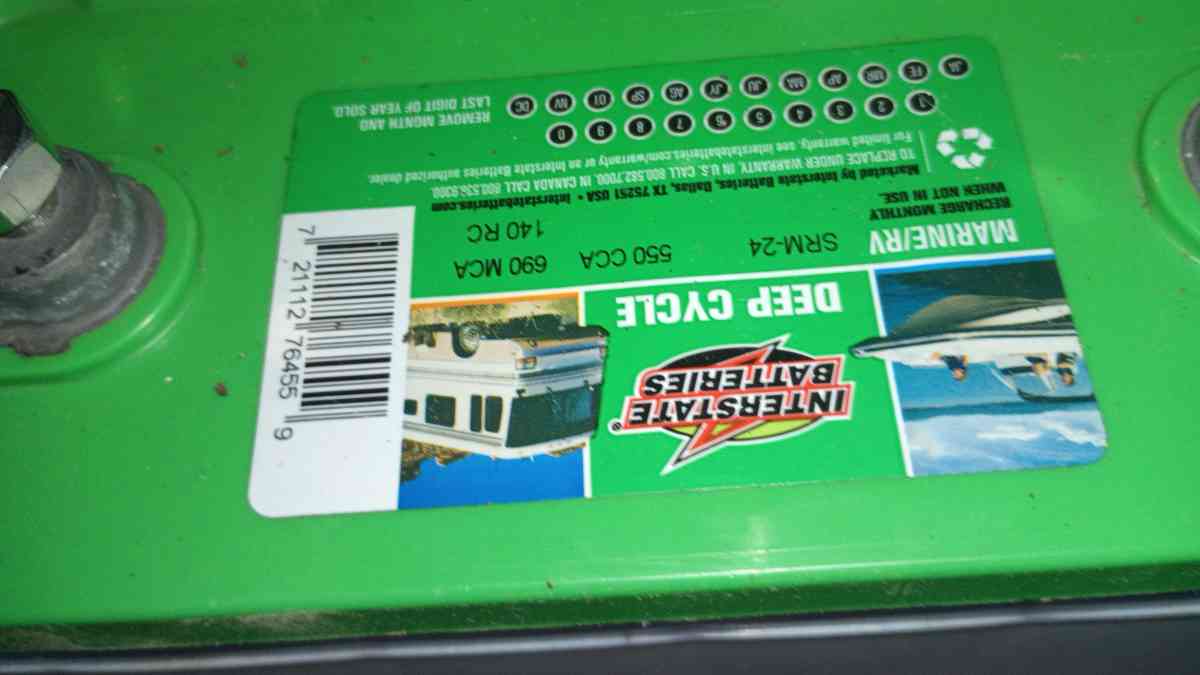 INTERSTATE
BATTERIES®
DEEP CYCLE
MARINE/RV
RECHARGE MONTHLY
WHEN NOT IN USE.
SRM-24
550 CCA
690 MCA
140 RC
Marketed by Interstate Batteries, Dallas, TX 75251 USA • interstatebatteries.com
TO REPLACE UNDER WARRANTY, IN U.S. CALL 800.582.7000. IN CANADA CALL 800.536.9300.
For limited warranty, see interstatebatteries.com/warranty or an Interstate Batteries authorized dealer.
1 2 3 4 5 6 7 8 9 0
JA FE MR AP MA JU JY AG SP OT NV DC
REMOVE MONTH AND
LAST DIGIT OF YEAR SOLD.
7 21112 76455 9